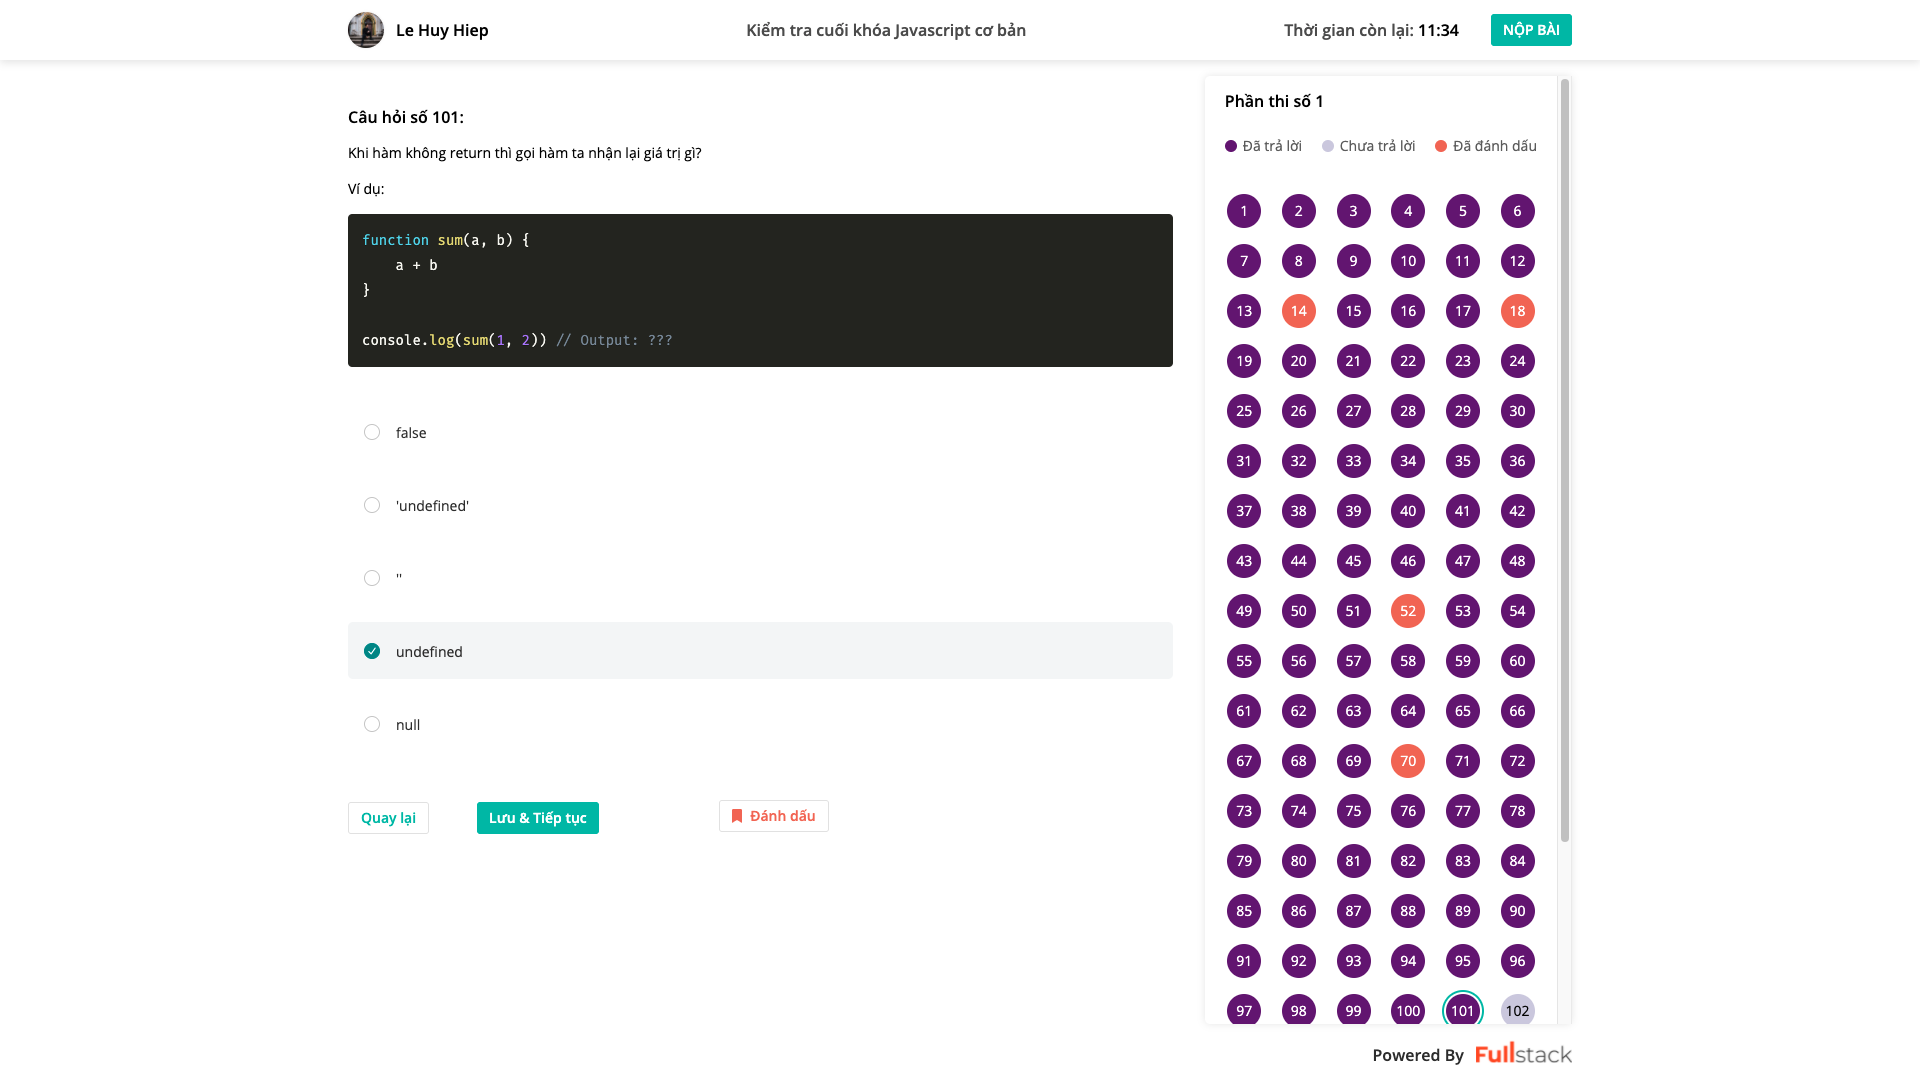 Le Huy Hiep
Kiểm tra cuối khóa Javascript cơ bản
Thời gian còn lại: 11:34
NỘP BÀI
Câu hỏi số 101:
Khi hàm không return thì gọi hàm ta nhận lại giá trị gì?
Ví dụ:
function sum(a, b) {
    a + b
}
console.log(sum(1, 2)) // Output: ???
false
'undefined'
''
undefined
null
Quay lại
Lưu & Tiếp tục
Đánh dấu
Phần thi số 1
Đã trả lời
Chưa trả lời
Đã đánh dấu
1 2 3 4 5 6
7 8 9 10 11 12
13 14 15 16 17 18
19 20 21 22 23 24
25 26 27 28 29 30
31 32 33 34 35 36
37 38 39 40 41 42
43 44 45 46 47 48
49 50 51 52 53 54
55 56 57 58 59 60
61 62 63 64 65 66
67 68 69 70 71 72
73 74 75 76 77 78
79 80 81 82 83 84
85 86 87 88 89 90
91 92 93 94 95 96
97 98 99 100 101 102
Powered By Fullstack